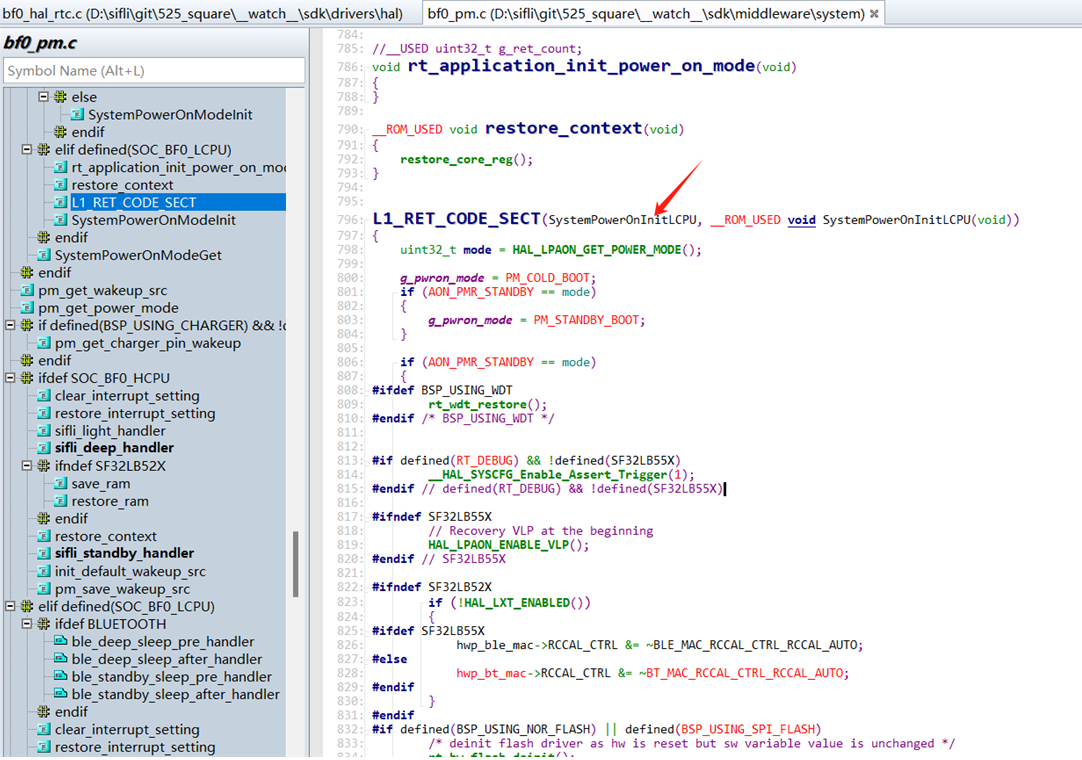 bf0_hal_rtc.c (D:\sifli\git\525_square\__watch__\sdk\drivers\hal)
bf0_pm.c (D:\sifli\git\525_square\__watch__\sdk\middleware\system)
bf0_pm.c
Symbol Name (Alt+L)
else
SystemPowerOnModeInit
endif
elif defined(SOC_BF0_LCPU)
rt_application_init_power_on_mo
restore_context
L1_RET_CODE_SECT
SystemPowerOnModeInit
endif
SystemPowerOnModeGet
endif
pm_get_wakeup_src
pm_get_power_mode
if defined(BSP_USING_CHARGER) && !
pm_get_charger_pin_wakeup
endif
ifdef SOC_BF0_HCPU
clear_interrupt_setting
restore_interrupt_setting
sifli_light_handler
sifli_deep_handler
ifndef SF32LB52X
save_ram
restore_ram
endif
restore_context
sifli_standby_handler
init_default_wakeup_src
pm_save_wakeup_src
elif defined(SOC_BF0_LCPU)
ifdef BLUETOOTH
ble_deep_sleep_pre_handler
ble_deep_sleep_after_handler
ble_standby_sleep_pre_handler
ble_standby_sleep_after_handler
endif
clear_interrupt_setting
restore_interrupt_setting
784:
785: //__USED uint32_t g_ret_count;
786: void rt_application_init_power_on_mode(void)
787: {
788: }
789:
790: __ROM_USED void restore_context(void)
791: {
792: restore_core_reg();
793: }
794:
795:
796: L1_RET_CODE_SECT(SystemPowerOnInitLCPU, __ROM_USED void SystemPowerOnInitLCPU(void))
797: {
798: uint32_t mode = HAL_LPAON_GET_POWER_MODE();
799:
800: g_pwron_mode = PM_COLD_BOOT;
801: if (AON_PMR_STANDBY == mode)
802: {
803: g_pwron_mode = PM_STANDBY_BOOT;
804: }
805:
806: if (AON_PMR_STANDBY == mode)
807: {
808: #ifdef BSP_USING_WDT
809: rt_wdt_restore();
810: #endif /* BSP_USING_WDT */
811:
812:
813: #if defined(RT_DEBUG) && !defined(SF32LB55X)
814: __HAL_SYSCFG_Enable_Assert_Trigger(1);
815: #endif // defined(RT_DEBUG) && !defined(SF32LB55X)
816:
817: #ifndef SF32LB55X
818: // Recovery VLP at the beginning
819: HAL_LPAON_ENABLE_VLP();
820: #endif // SF32LB55X
821:
822: #ifndef SF32LB52X
823: if (!HAL_LXT_ENABLED())
824: {
825: #ifdef SF32LB55X
826: hwp_ble_mac->RCCAL_CTRL &= ~BLE_MAC_RCCAL_CTRL_RCCAL_AUTO;
827: #else
828: hwp_bt_mac->RCCAL_CTRL &= ~BT_MAC_RCCAL_CTRL_RCCAL_AUTO;
829: #endif
830: }
831: #endif
832: #if defined(BSP_USING_NOR_FLASH) || defined(BSP_USING_SPI_FLASH)
833: /* deinit flash driver as hw is reset but sw variable value is unchanged */